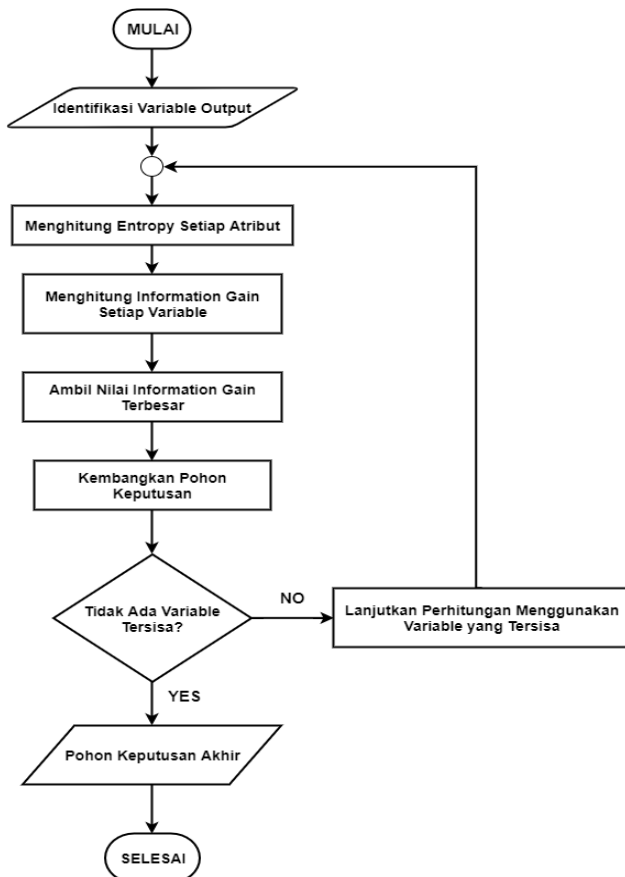 MULAI
Identifikasi Variable Output
Menghitung Entropy Setiap Atribut
Menghitung Information Gain
Setiap Variable
Ambil Nilai Information Gain
Terbesar
Kembangkan Pohon
Keputusan
Tidak Ada Variable
Tersisa?
NO
Lanjutkan Perhitungan Menggunakan
Variable yang Tersisa
YES
Pohon Keputusan Akhir
SELESAI